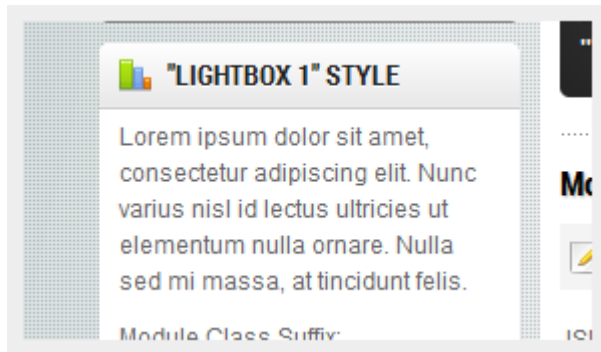 "LIGHTBOX 1" STYLE
Lorem ipsum dolor sit amet,
consectetur adipiscing elit. Nunc
varius nisl id lectus ultricies ut
elementum nulla ornare. Nulla
sed mi massa, at tincidunt felis.
Module Class Suffix: